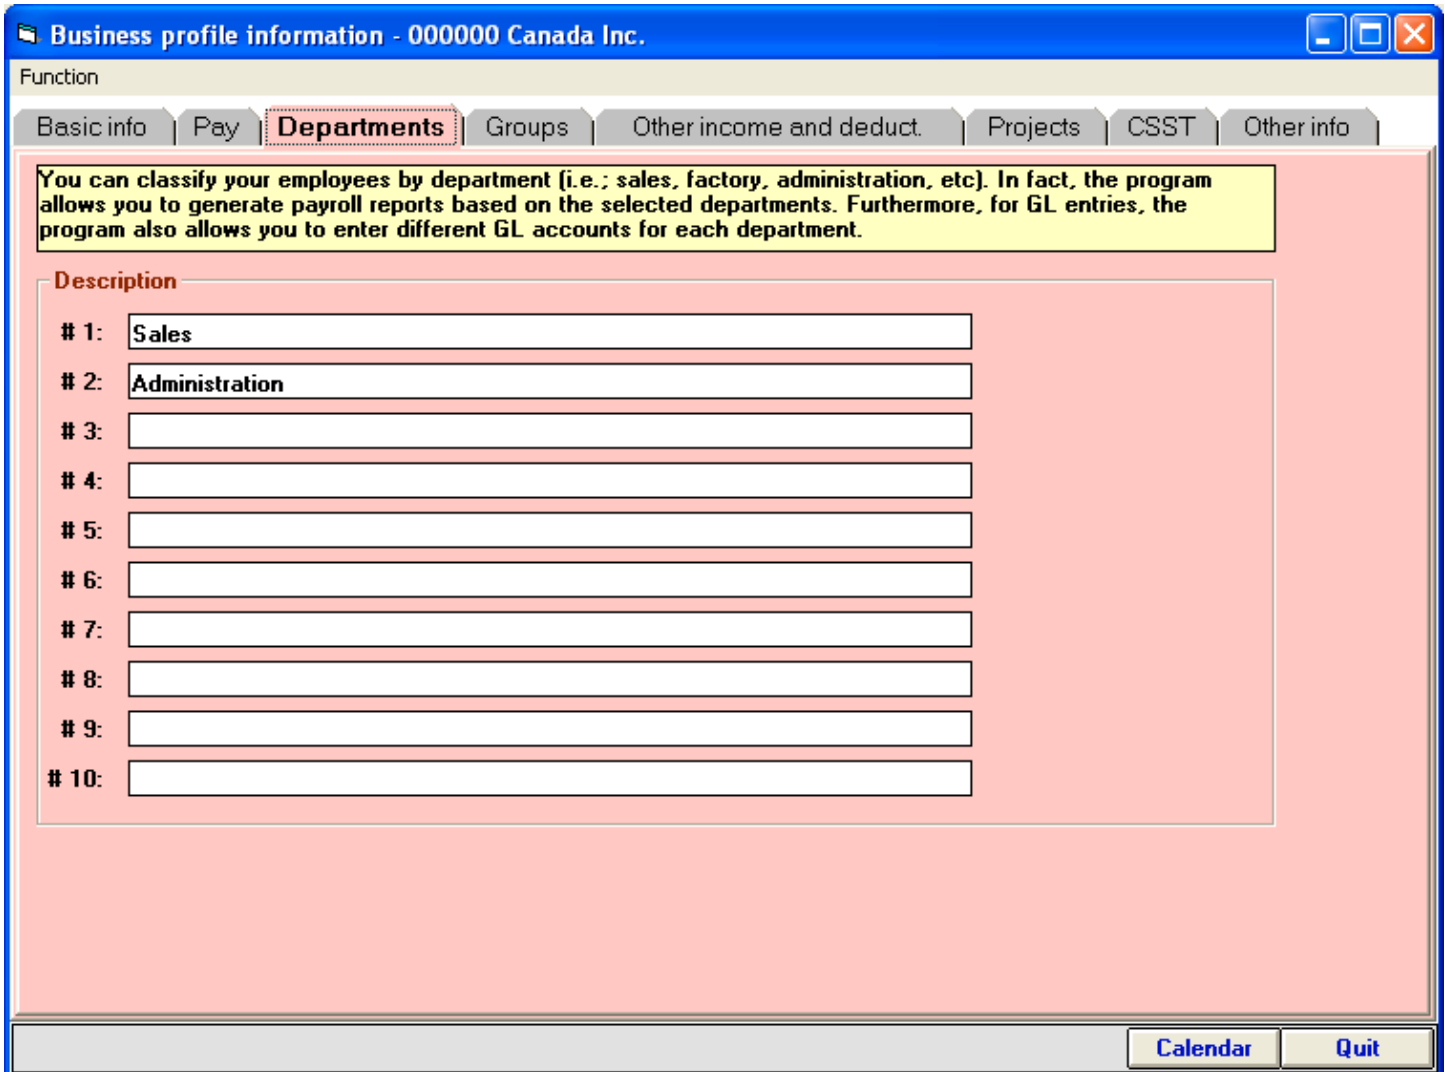 Business profile information - 000000 Canada Inc.
Function
Basic info Pay Departments Groups Other income and deduct. Projects CSST Other info
You can classify your employees by department (i.e.; sales, factory, administration, etc). In fact, the program
allows you to generate payroll reports based on the selected departments. Furthermore, for GL entries, the
program also allows you to enter different GL accounts for each department.
Description
# 1: Sales
# 2: Administration
# 3:
# 4:
# 5:
# 6:
# 7:
# 8:
# 9:
# 10:
Calendar Quit